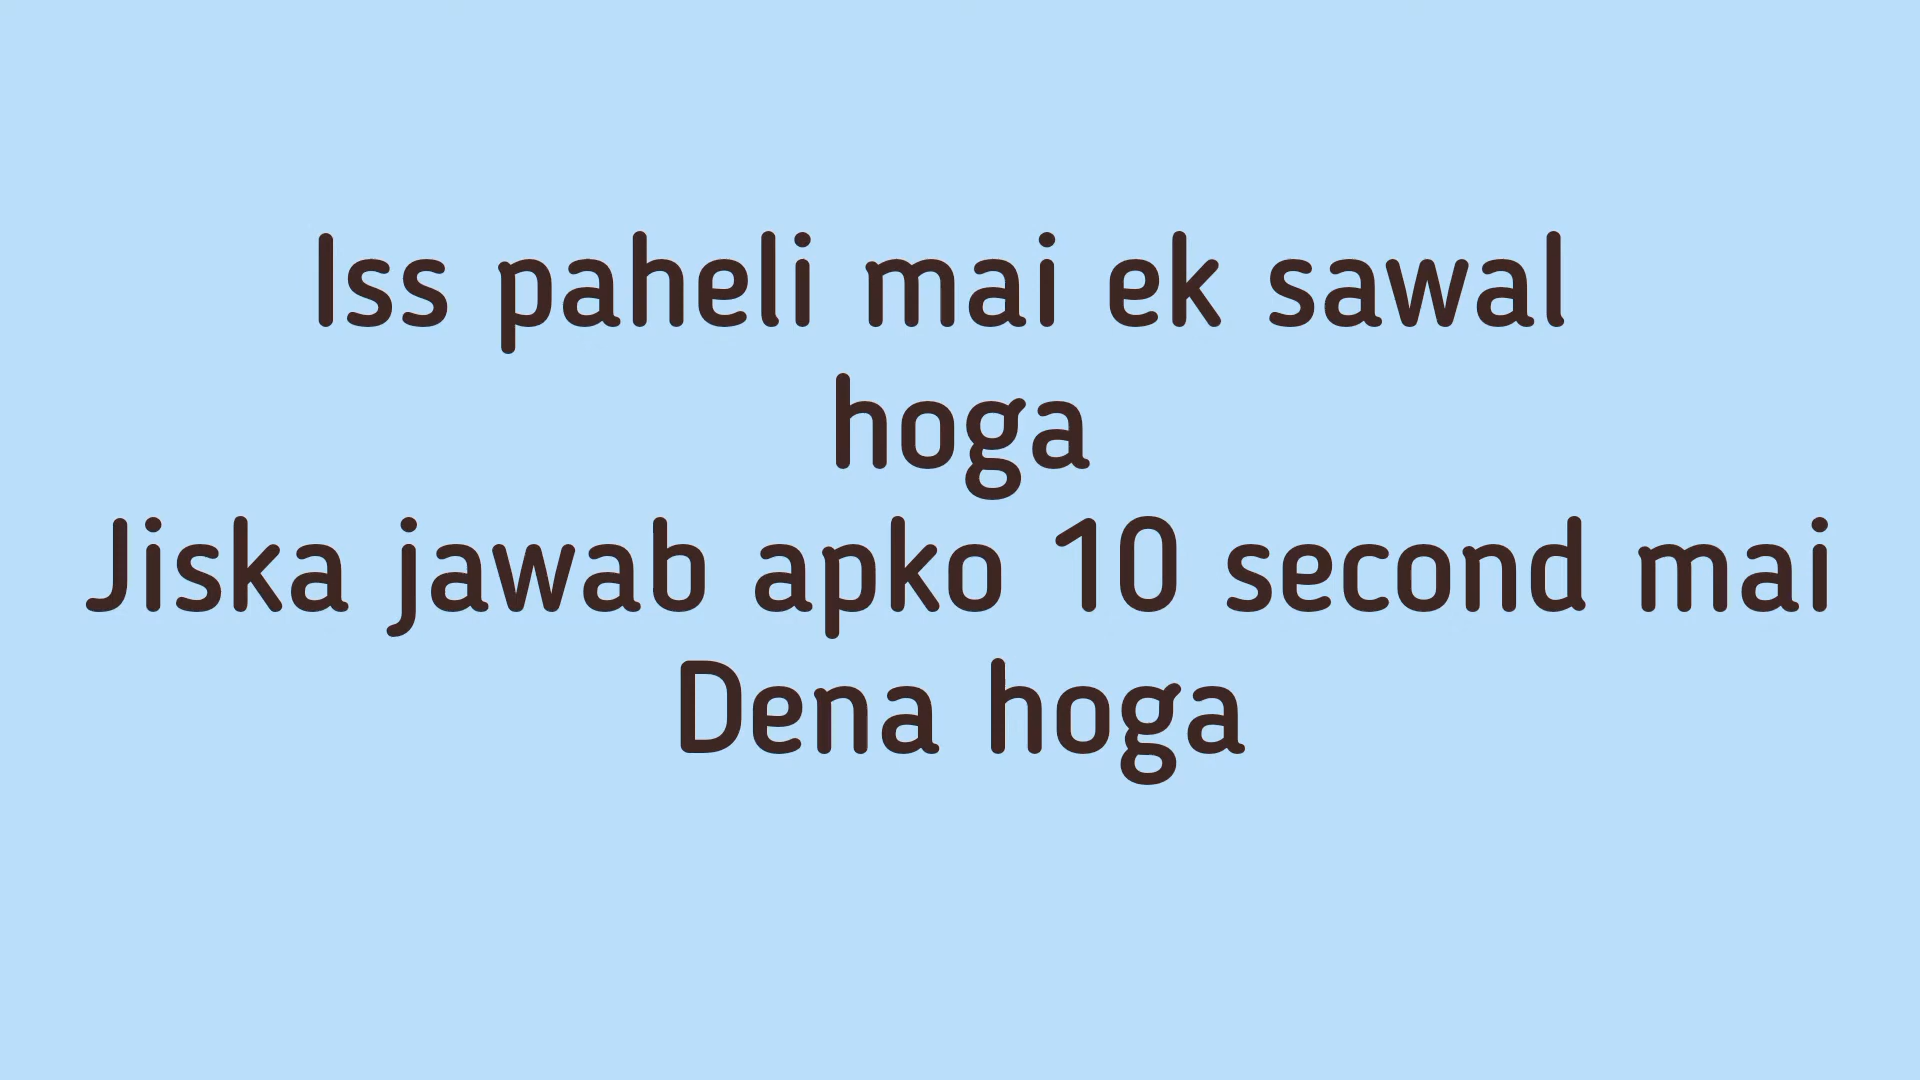 Iss paheli mai ek sawal
hoga
Jiska jawab apko 10 second mai
Dena hoga